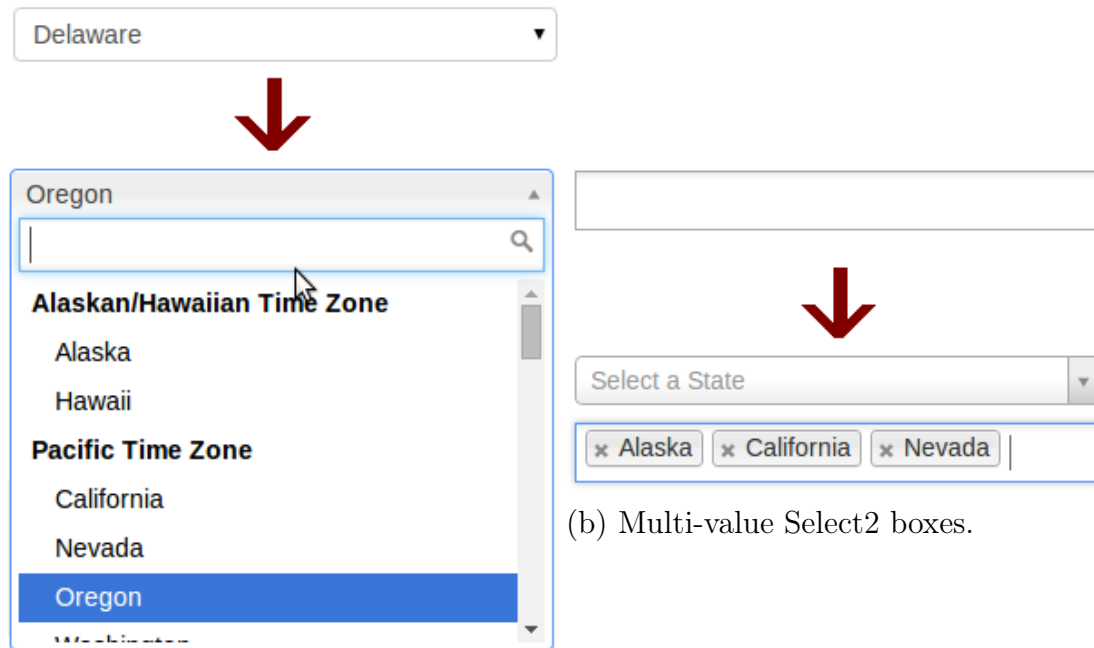 Delaware
Oregon
Alaskan/Hawaiian Time Zone
Alaska
Hawaii
Pacific Time Zone
California
Nevada
Oregon
Washington
Select a State
× Alaska × California × Nevada
(b) Multi-value Select2 boxes.